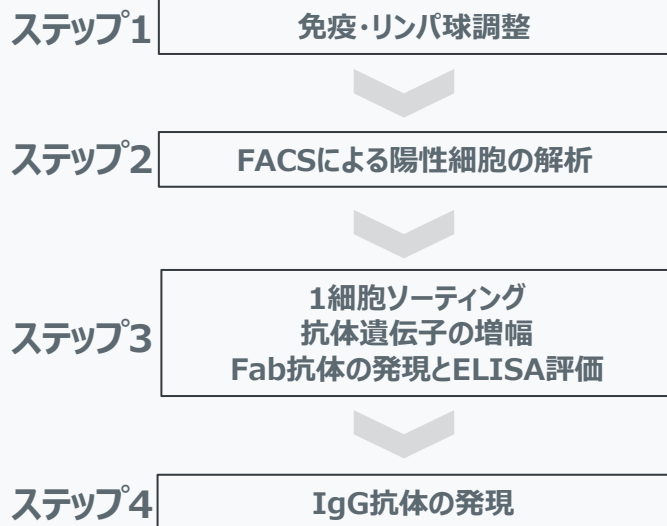 ステップ1
免疫・リンパ球調整
ステップ2
FACSによる陽性細胞の解析
ステップ3
1細胞ソーティング
抗体遺伝子の増幅
Fab抗体の発現とELISA評価
ステップ4
IgG抗体の発現